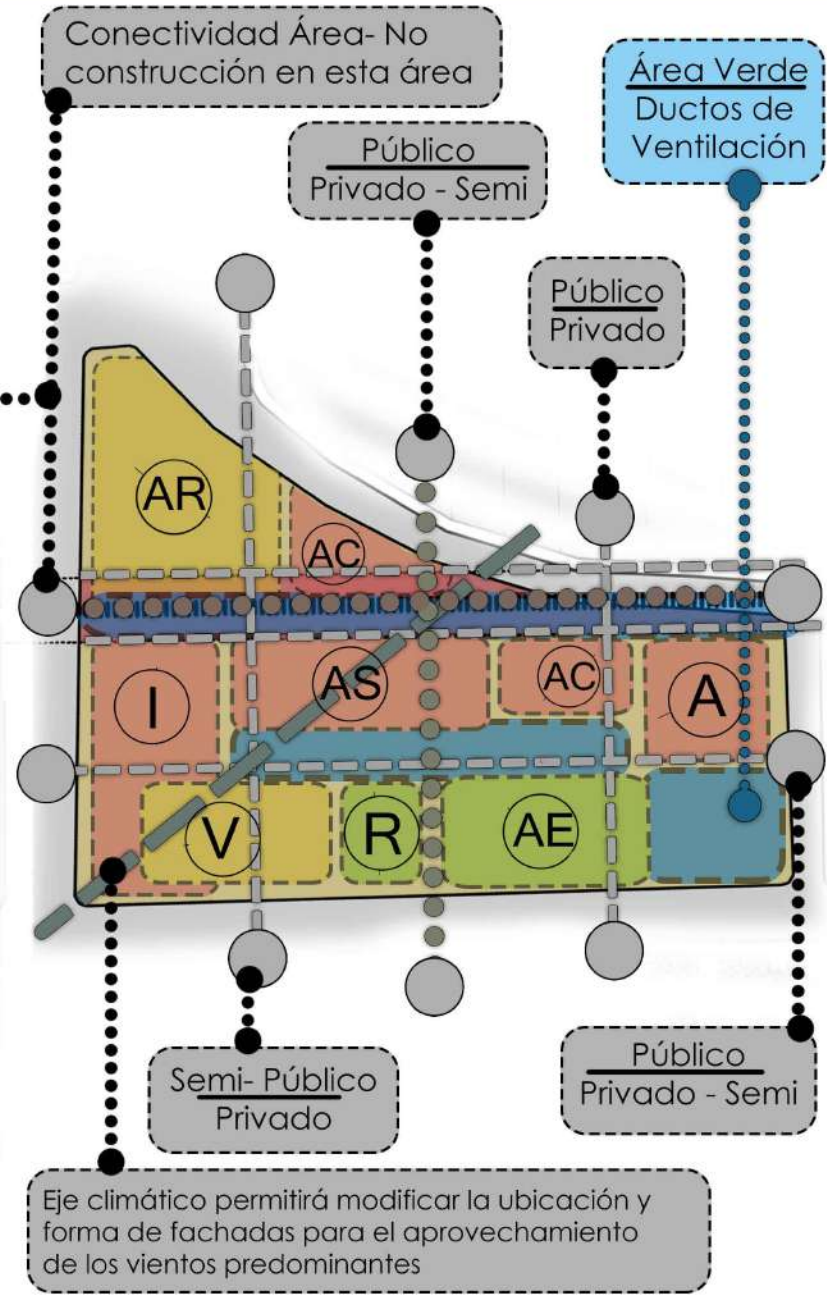 Conectividad Área- No
construcción en esta área
Área Verde
Ductos de
Ventilación
Público
Privado - Semi
Público
Privado
AR
AC
I
AS
AC
A
V
R
AE
Semi- Público
Privado
Público
Privado - Semi
Eje climático permitirá modificar la ubicación y
forma de fachadas para el aprovechamiento
de los vientos predominantes